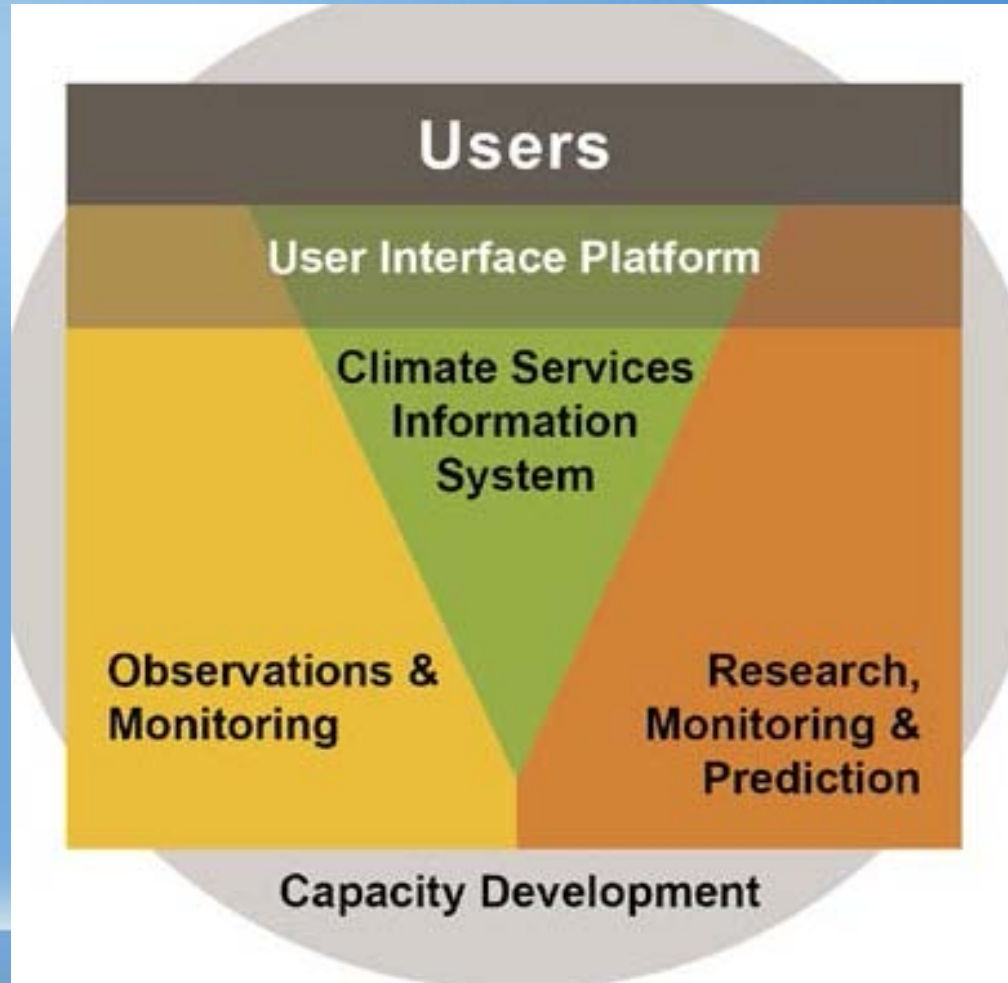 Users
User Interface Platform
Climate Services
Information
System
Observations &
Monitoring
Research,
Monitoring &
Prediction
Capacity Development